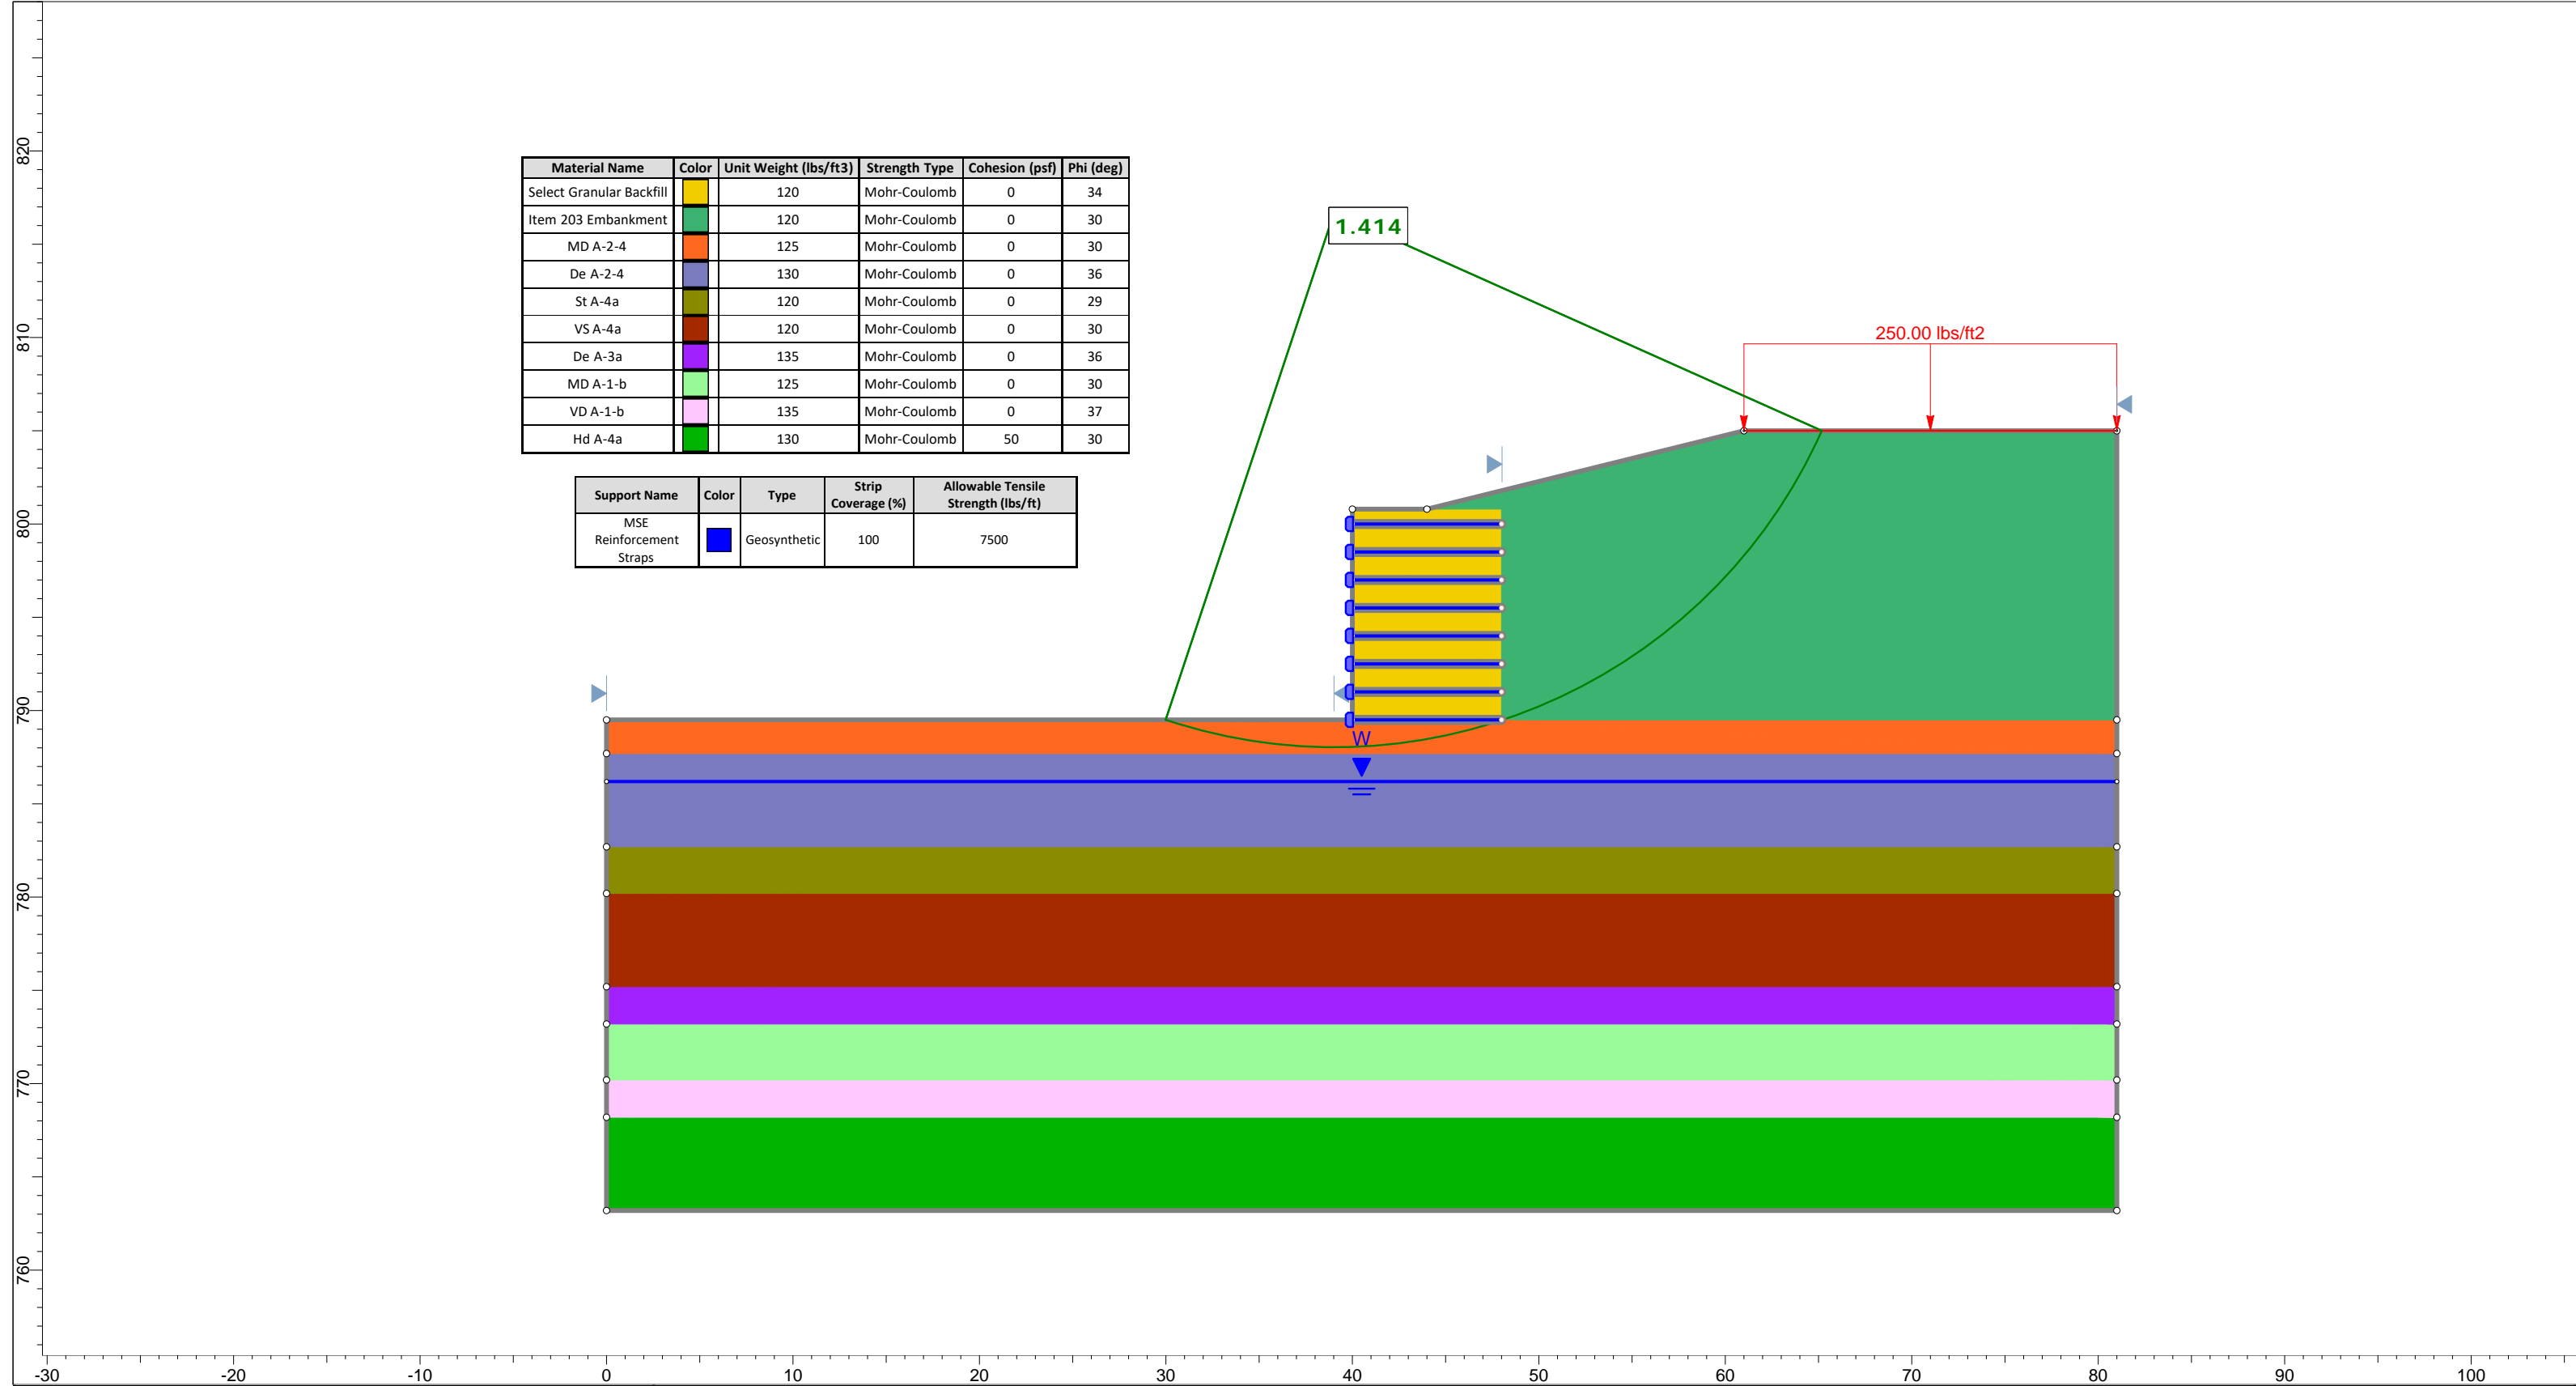 Material Name Color Unit Weight (lbs/ft3) Strength Type Cohesion (psf) Phi (deg)
Select Granular Backfill 120 Mohr-Coulomb 0 34
Item 203 Embankment 120 Mohr-Coulomb 0 30
MD A-2-4 125 Mohr-Coulomb 0 30
De A-2-4 130 Mohr-Coulomb 0 36
St A-4a 120 Mohr-Coulomb 0 29
VS A-4a 120 Mohr-Coulomb 0 30
De A-3a 135 Mohr-Coulomb 0 36
MD A-1-b 125 Mohr-Coulomb 0 30
VD A-1-b 135 Mohr-Coulomb 0 37
Hd A-4a 130 Mohr-Coulomb 50 30
Support Name Color Type Strip Coverage (%) Allowable Tensile Strength (lbs/ft)
MSE Reinforcement Straps Geosynthetic 100 7500
1.414
250.00 lbs/ft2
W
820
810
800
790
780
770
760
-30 -20 -10 0 10 20 30 40 50 60 70 80 90 100